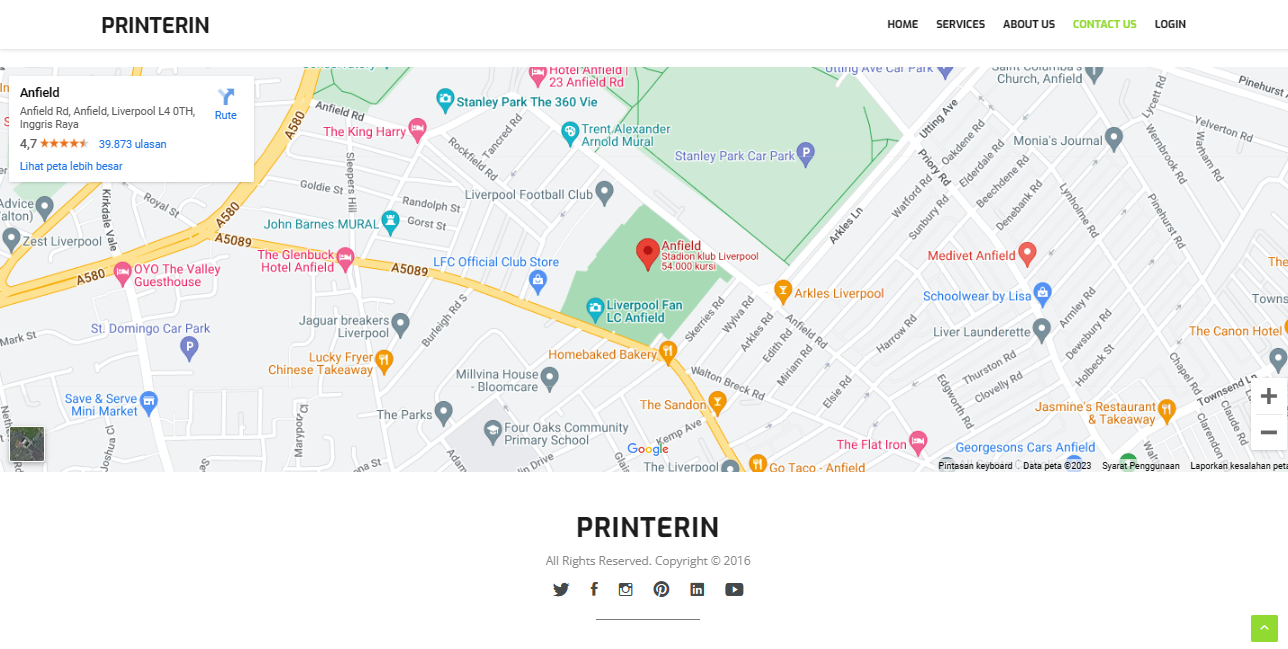 PRINTERIN
HOME
SERVICES
ABOUT US
CONTACT US
LOGIN
Anfield
Anfield Rd, Anfield, Liverpool L4 0TH,
Inggris Raya
4,7
39.873 ulasan
Lihat peta lebih besar
Rute
Hotel Anfield |
23 Anfield Rd
Utting Ave Car Park
Saint Columba's
Church, Anfield
Pinehurst Av
Lycett Rd
Yelverton Rd
Stanley Park The 360 Vie
Anfield Rd
The King Harry
Trent Alexander
Arnold Mural
Tancred Rd
Rockfield Rd
Utting Ave
Monia's Journal
Wernbrook Rd
Warham Rd
Stanley Park Car Park
Priory Rd
Oakdene Rd
Elderdale Rd
Beechdene Rd
Denebank Rd
Watford Rd
Sunbury Rd
Lynholme Rd
Pinehurst Rd
A580
Sleepers Hill
Goldie St
Randolph St
Gorst St
Liverpool Football Club
Arkles Ln
Advice
alton)
Zest Liverpool
Kirkdale Vale
Royal St
A580
John Barnes MURAL
A5089
The Glenbuck
Hotel Anfield
A5089
LFC Official Club Store
Anfield
Stadion klub Liverpool
54.000 kursi
Medivet Anfield
OYO The Valley
Guesthouse
A580
Arkles Liverpool
Schoolwear by Lisa
Liverpool Fan
LC Anfield
St. Domingo Car Park
Mark St
Jaguar breakers
Liverpool
Burleigh Rd S
Skerries Rd
Wylva Rd
Arkles Rd
Edith Rd
Miriam Rd
Anfield Rd
Harrow Rd
Liver Launderette
Armley Rd
Dewsbury Rd
Holbeck St
The Canon Hotel
Lucky Fryer
Chinese Takeaway
Homebaked Bakery
Walton Breck Rd
Elsie Rd
Thurston Rd
Clovelly Rd
Edgworth Rd
Chapel Rd
Townsend Ln
Millvina House
- Bloomcare
Save & Serve
Mini Market
The Parks
The Sandon
Four Oaks Community
Primary School
Kemp Ave
The Flat Iron
Jasmine's Restaurant
& Takeaway
Georgesons Cars Anfield
The Liverpool
Go Taco - Anfield
Google
Pintasan keyboard
Data peta ©2023
Syarat Penggunaan
Laporkan kesalahan peta
PRINTERIN
All Rights Reserved. Copyright © 2016